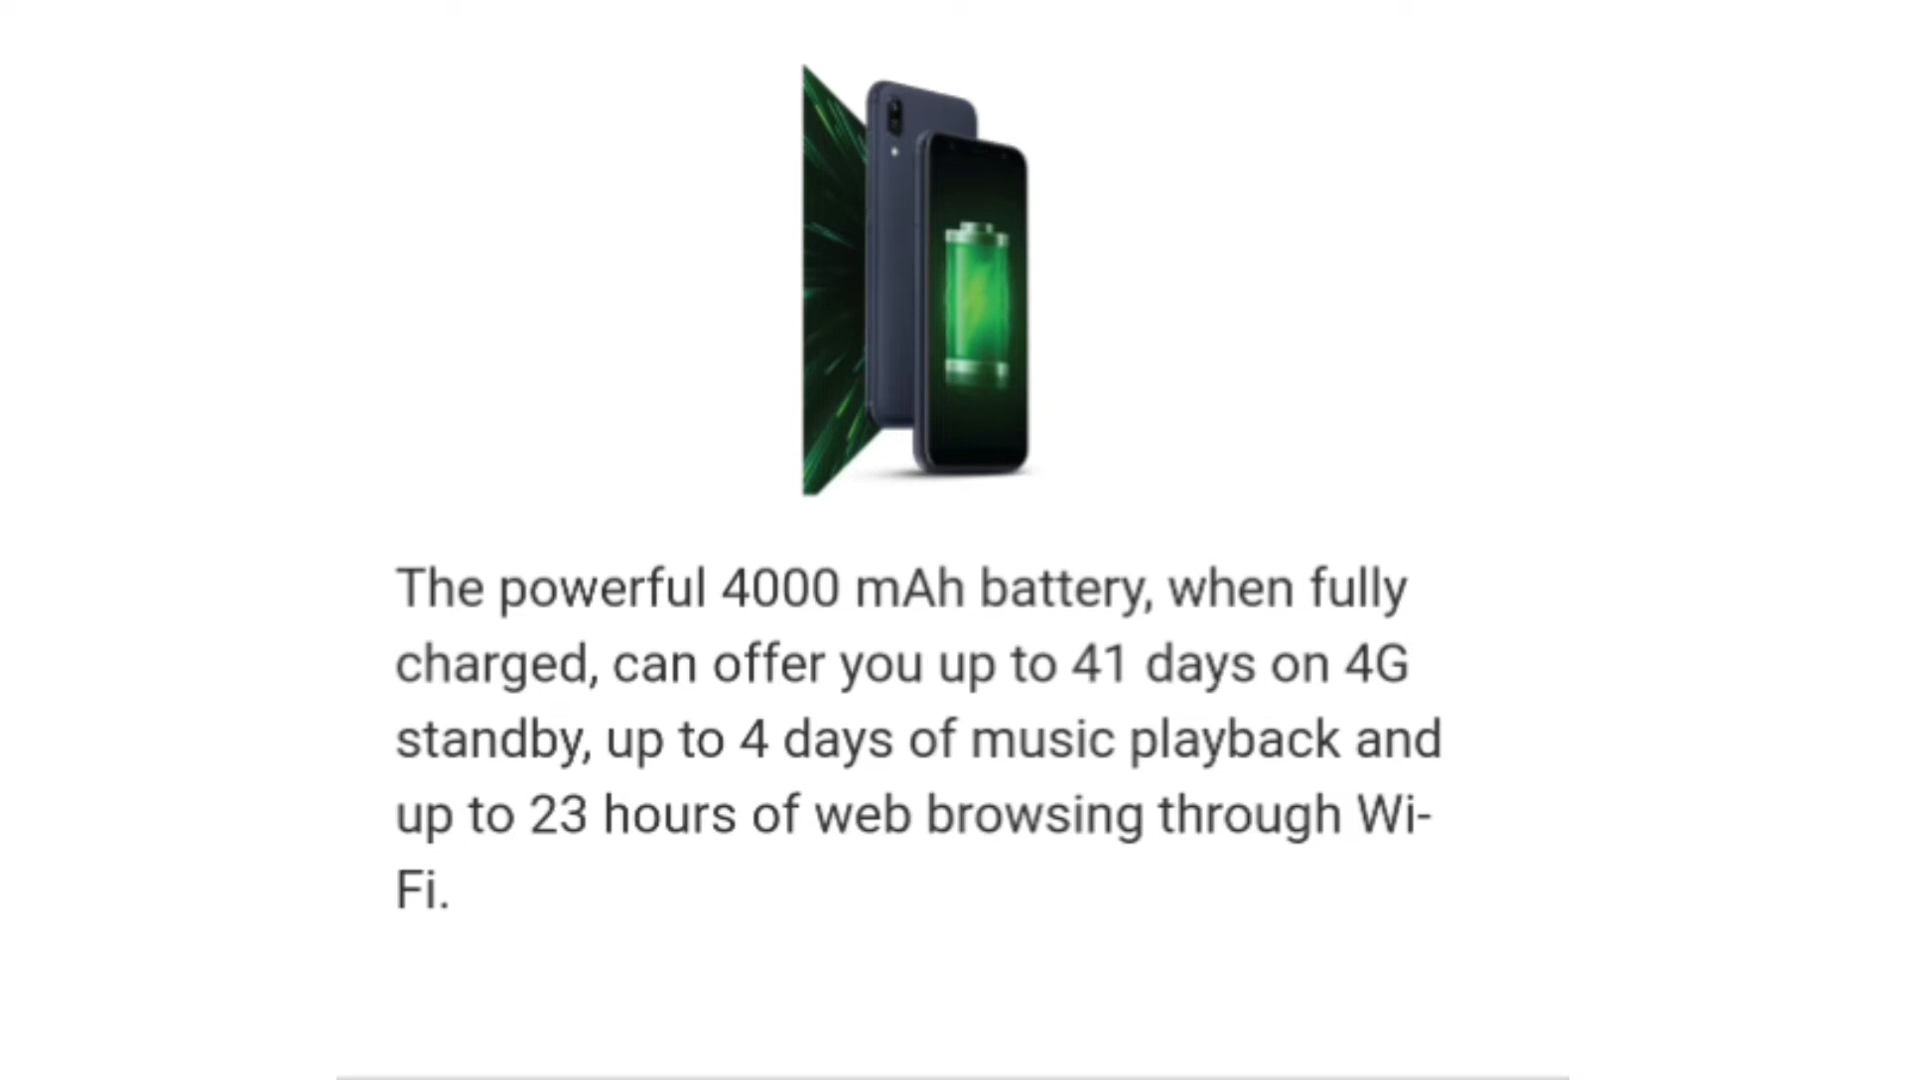 The powerful 4000 mAh battery, when fully
charged, can offer you up to 41 days on 4G
standby, up to 4 days of music playback and
up to 23 hours of web browsing through Wi-
Fi.